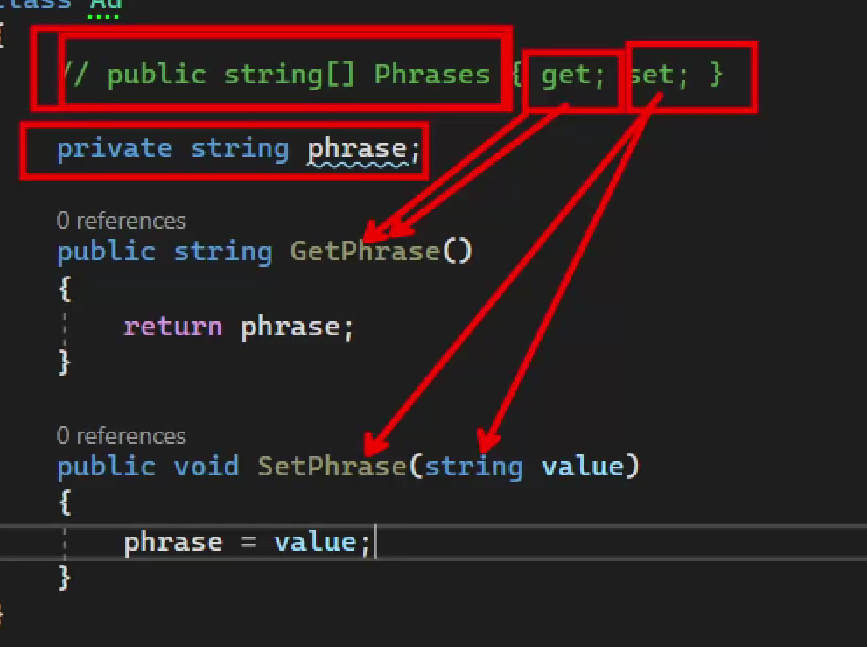 class Ad
{
// public string[] Phrases { get; set; }
private string phrase;
0 references
public string GetPhrase()
{
return phrase;
}
0 references
public void SetPhrase(string value)
{
phrase = value;
}
}